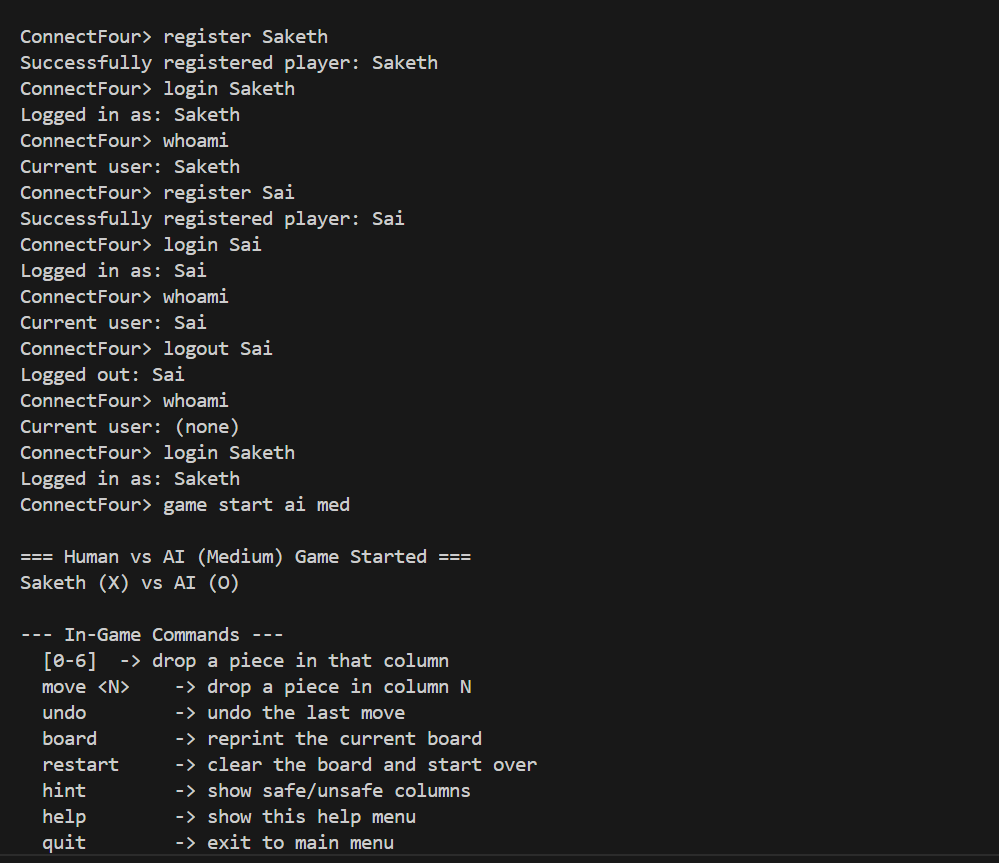 ConnectFour> register Saketh
Successfully registered player: Saketh
ConnectFour> login Saketh
Logged in as: Saketh
ConnectFour> whoami
Current user: Saketh
ConnectFour> register Sai
Successfully registered player: Sai
ConnectFour> login Sai
Logged in as: Sai
ConnectFour> whoami
Current user: Sai
ConnectFour> logout Sai
Logged out: Sai
ConnectFour> whoami
Current user: (none)
ConnectFour> login Saketh
Logged in as: Saketh
ConnectFour> game start ai med
=== Human vs AI (Medium) Game Started ===
Saketh (X) vs AI (O)
--- In-Game Commands ---
[0-6]  -> drop a piece in that column
move <N>    -> drop a piece in column N
undo        -> undo the last move
board       -> reprint the current board
restart     -> clear the board and start over
hint        -> show safe/unsafe columns
help        -> show this help menu
quit        -> exit to main menu